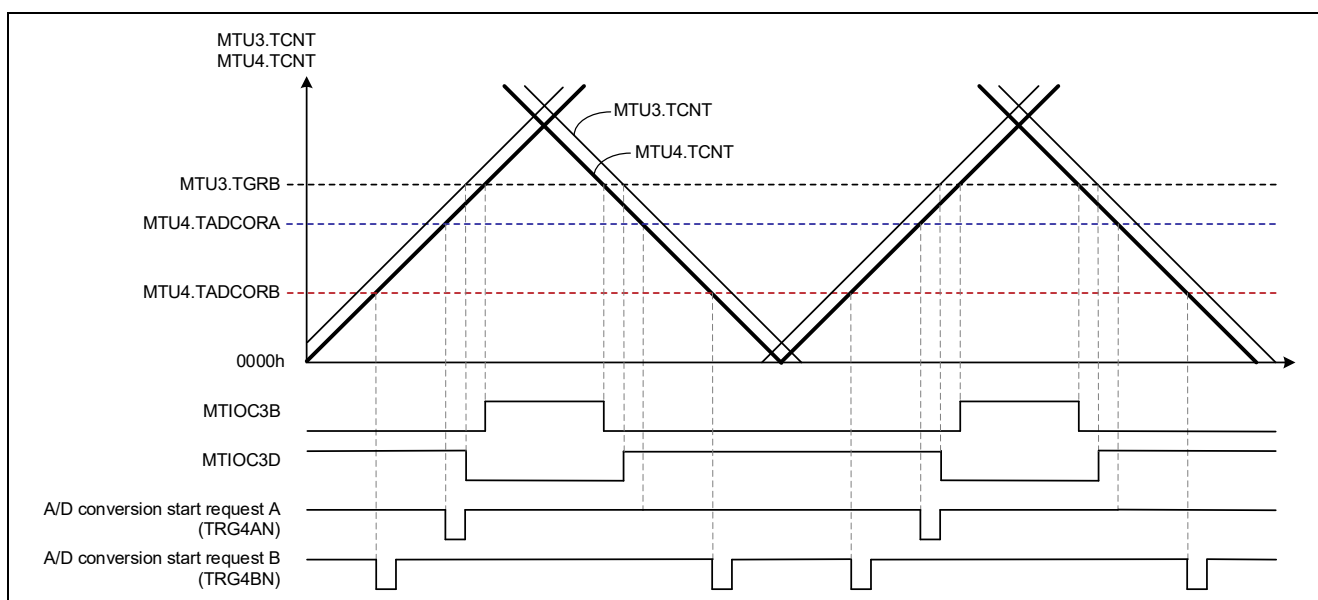 MTU3.TCNT
MTU4.TCNT
MTU3.TCNT
MTU4.TCNT
MTU3.TGRB
MTU4.TADCORA
MTU4.TADCORB
0000h
MTIOC3B
MTIOC3D
A/D conversion start request A
(TRG4AN)
A/D conversion start request B
(TRG4BN)